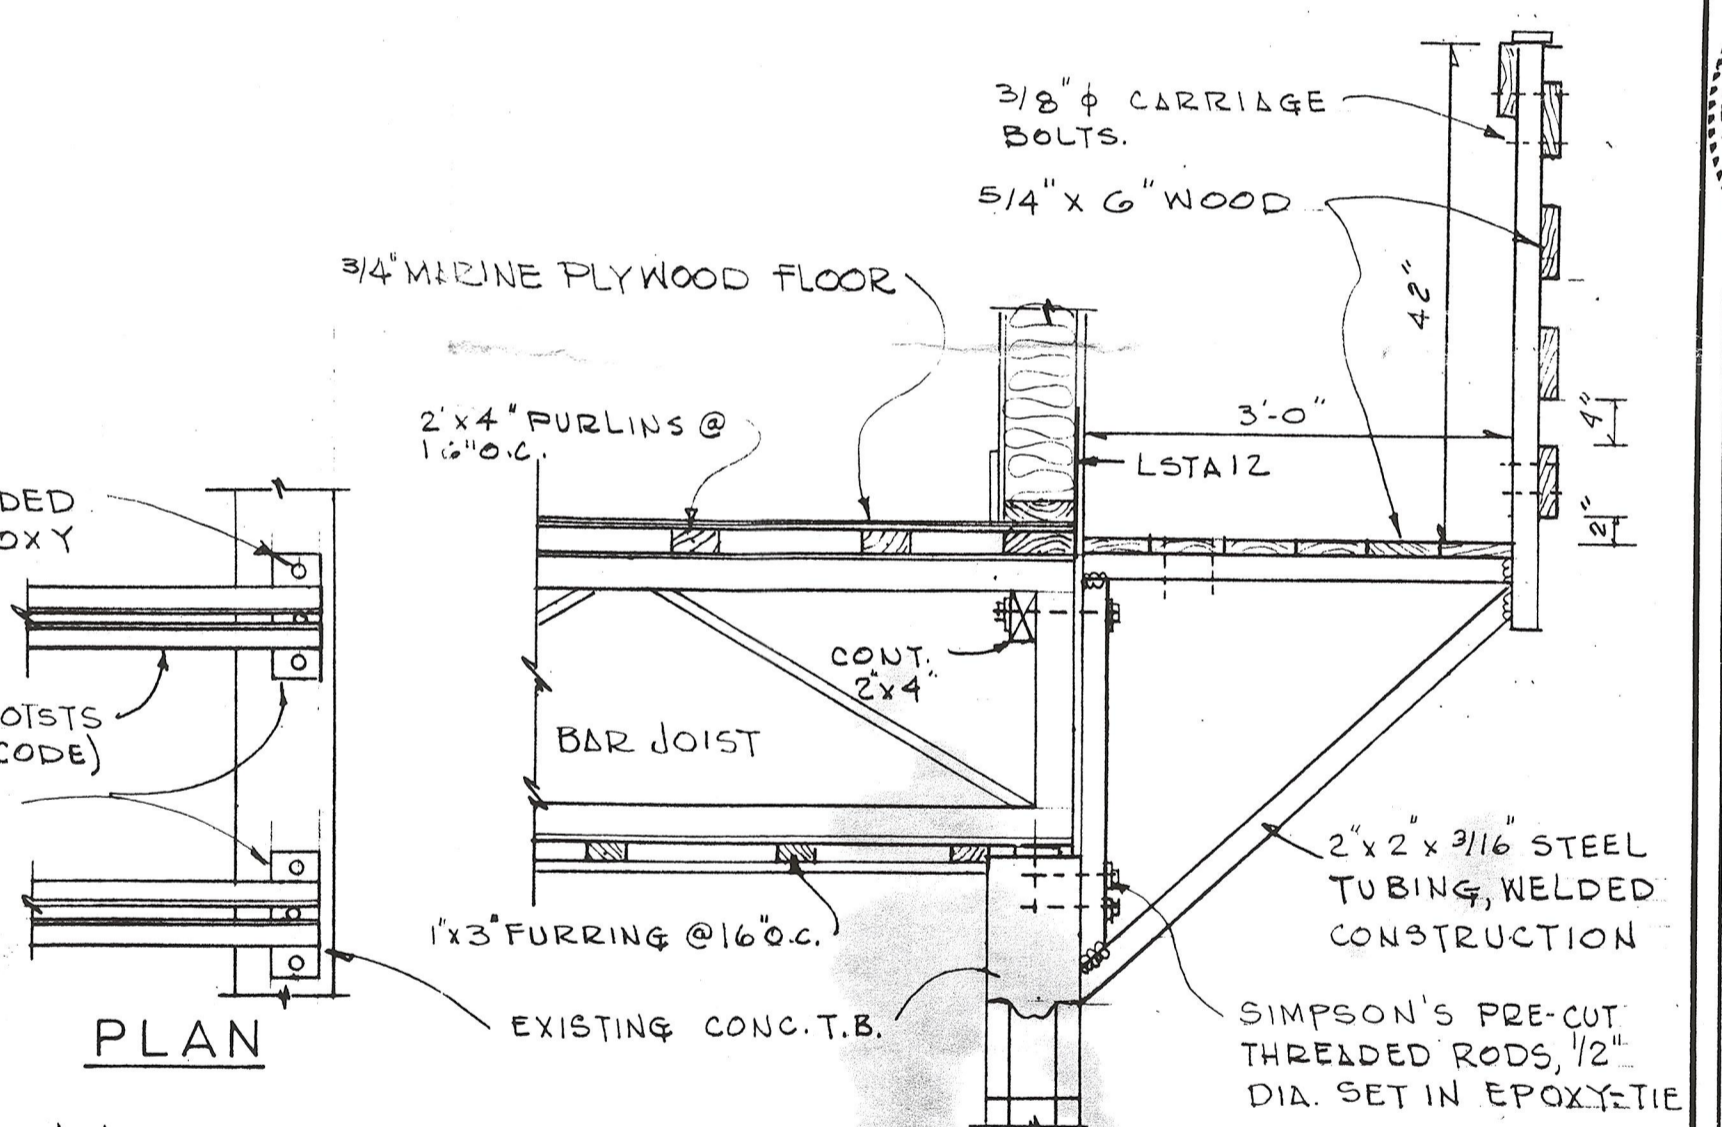 3/8" ϕ CARRIAGE
BOLTS.
5/4" X 6" WOOD
3/4" MARINE PLYWOOD FLOOR
42"
2'x4" PURLINS @
16" O.C.
3'-0"
4"
LSTA12
2"
DED
OXY
CONT.
2"x4"
OTSTS
CODE)
BAR JOIST
2"x2"x3/16" STEEL
TUBING, WELDED
CONSTRUCTION
1"x3" FURRING @16"O.C.
EXISTING CONC. T.B.
PLAN
SIMPSON'S PRE-CUT
THREADED RODS, 1/2"
DIA. SET IN EPOXY-TIE